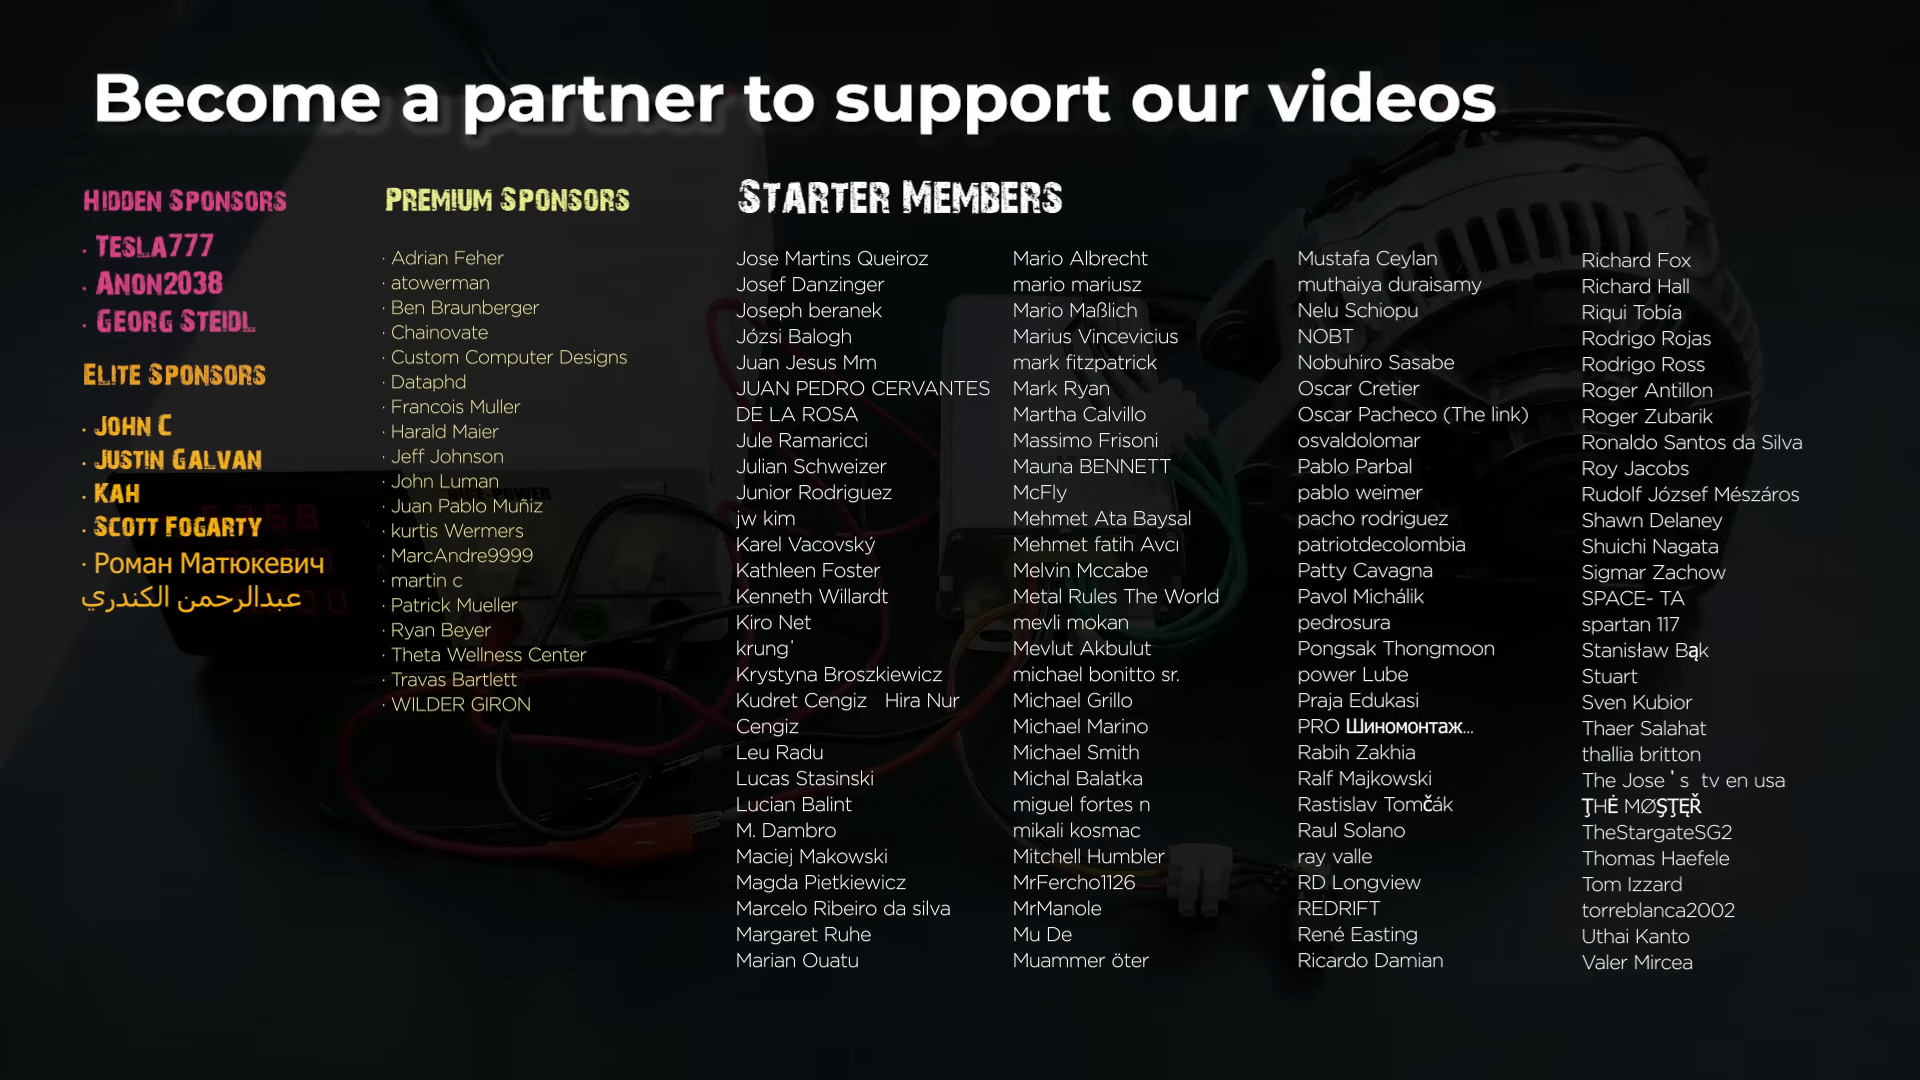 Become a partner to support our videos
HIDDEN SPONSORS
· TESLA777
· ANON2038
· GEORG STEIDL
ELITE SPONSORS
· JOHN C
· JUSTIN GALVAN
· KAH
· SCOTT FOGARTY
· Роман Матюкевич
عبدالرحمن الكندري
PREMIUM SPONSORS
· Adrian Feher
· atowerman
· Ben Braunberger
· Chainovate
· Custom Computer Designs
· Dataphd
· Francois Muller
· Harald Maier
· Jeff Johnson
· John Luman
· Juan Pablo Muñiz
· kurtis Wermers
· MarcAndre9999
· martin c
· Patrick Mueller
· Ryan Beyer
· Theta Wellness Center
· Travas Bartlett
· WILDER GIRON
STARTER MEMBERS
Jose Martins Queiroz
Josef Danzinger
Joseph beranek
Józsi Balogh
Juan Jesus Mm
JUAN PEDRO CERVANTES
DE LA ROSA
Jule Ramaricci
Julian Schweizer
Junior Rodriguez
jw kim
Karel Vacovský
Kathleen Foster
Kenneth Willardt
Kiro Net
krung'
Krystyna Broszkiewicz
Kudret Cengiz Hira Nur
Cengiz
Leu Radu
Lucas Stasinski
Lucian Balint
M. Dambro
Maciej Makowski
Magda Pietkiewicz
Marcelo Ribeiro da silva
Margaret Ruhe
Marian Ouatu
Mario Albrecht
mario mariusz
Mario Maßlich
Marius Vincevicius
mark fitzpatrick
Mark Ryan
Martha Calvillo
Massimo Frisoni
Mauna BENNETT
McFly
Mehmet Ata Baysal
Mehmet fatih Avcı
Melvin Mccabe
Metal Rules The World
mevli mokan
Mevlut Akbulut
michael bonitto sr.
Michael Grillo
Michael Marino
Michael Smith
Michal Balatka
miguel fortes n
mikali kosmac
Mitchell Humbler
MrFercho1126
MrManole
Mu De
Muammer öter
Mustafa Ceylan
muthaiya duraisamy
Nelu Schiopu
NOBT
Nobuhiro Sasabe
Oscar Cretier
Oscar Pacheco (The link)
osvaldolomar
Pablo Parbal
pablo weimer
pacho rodriguez
patriotdecolombia
Patty Cavagna
Pavol Michálik
pedrosura
Pongsak Thongmoon
power Lube
Praja Edukasi
PRO Шиномонтаж...
Rabih Zakhia
Ralf Majkowski
Rastislav Tomčák
Raul Solano
ray valle
RD Longview
REDRIFT
René Easting
Ricardo Damian
Richard Fox
Richard Hall
Riqui Tobía
Rodrigo Rojas
Rodrigo Ross
Roger Antillon
Roger Zubarik
Ronaldo Santos da Silva
Roy Jacobs
Rudolf József Mészáros
Shawn Delaney
Shuichi Nagata
Sigmar Zachow
SPACE- TA
spartan 117
Stanisław Bąk
Stuart
Sven Kubior
Thaer Salahat
thallia britton
The Jose ' s tv en usa
ŢHĖ MØŞŢĘŘ
TheStargateSG2
Thomas Haefele
Tom Izzard
torreblanca2002
Uthai Kanto
Valer Mircea